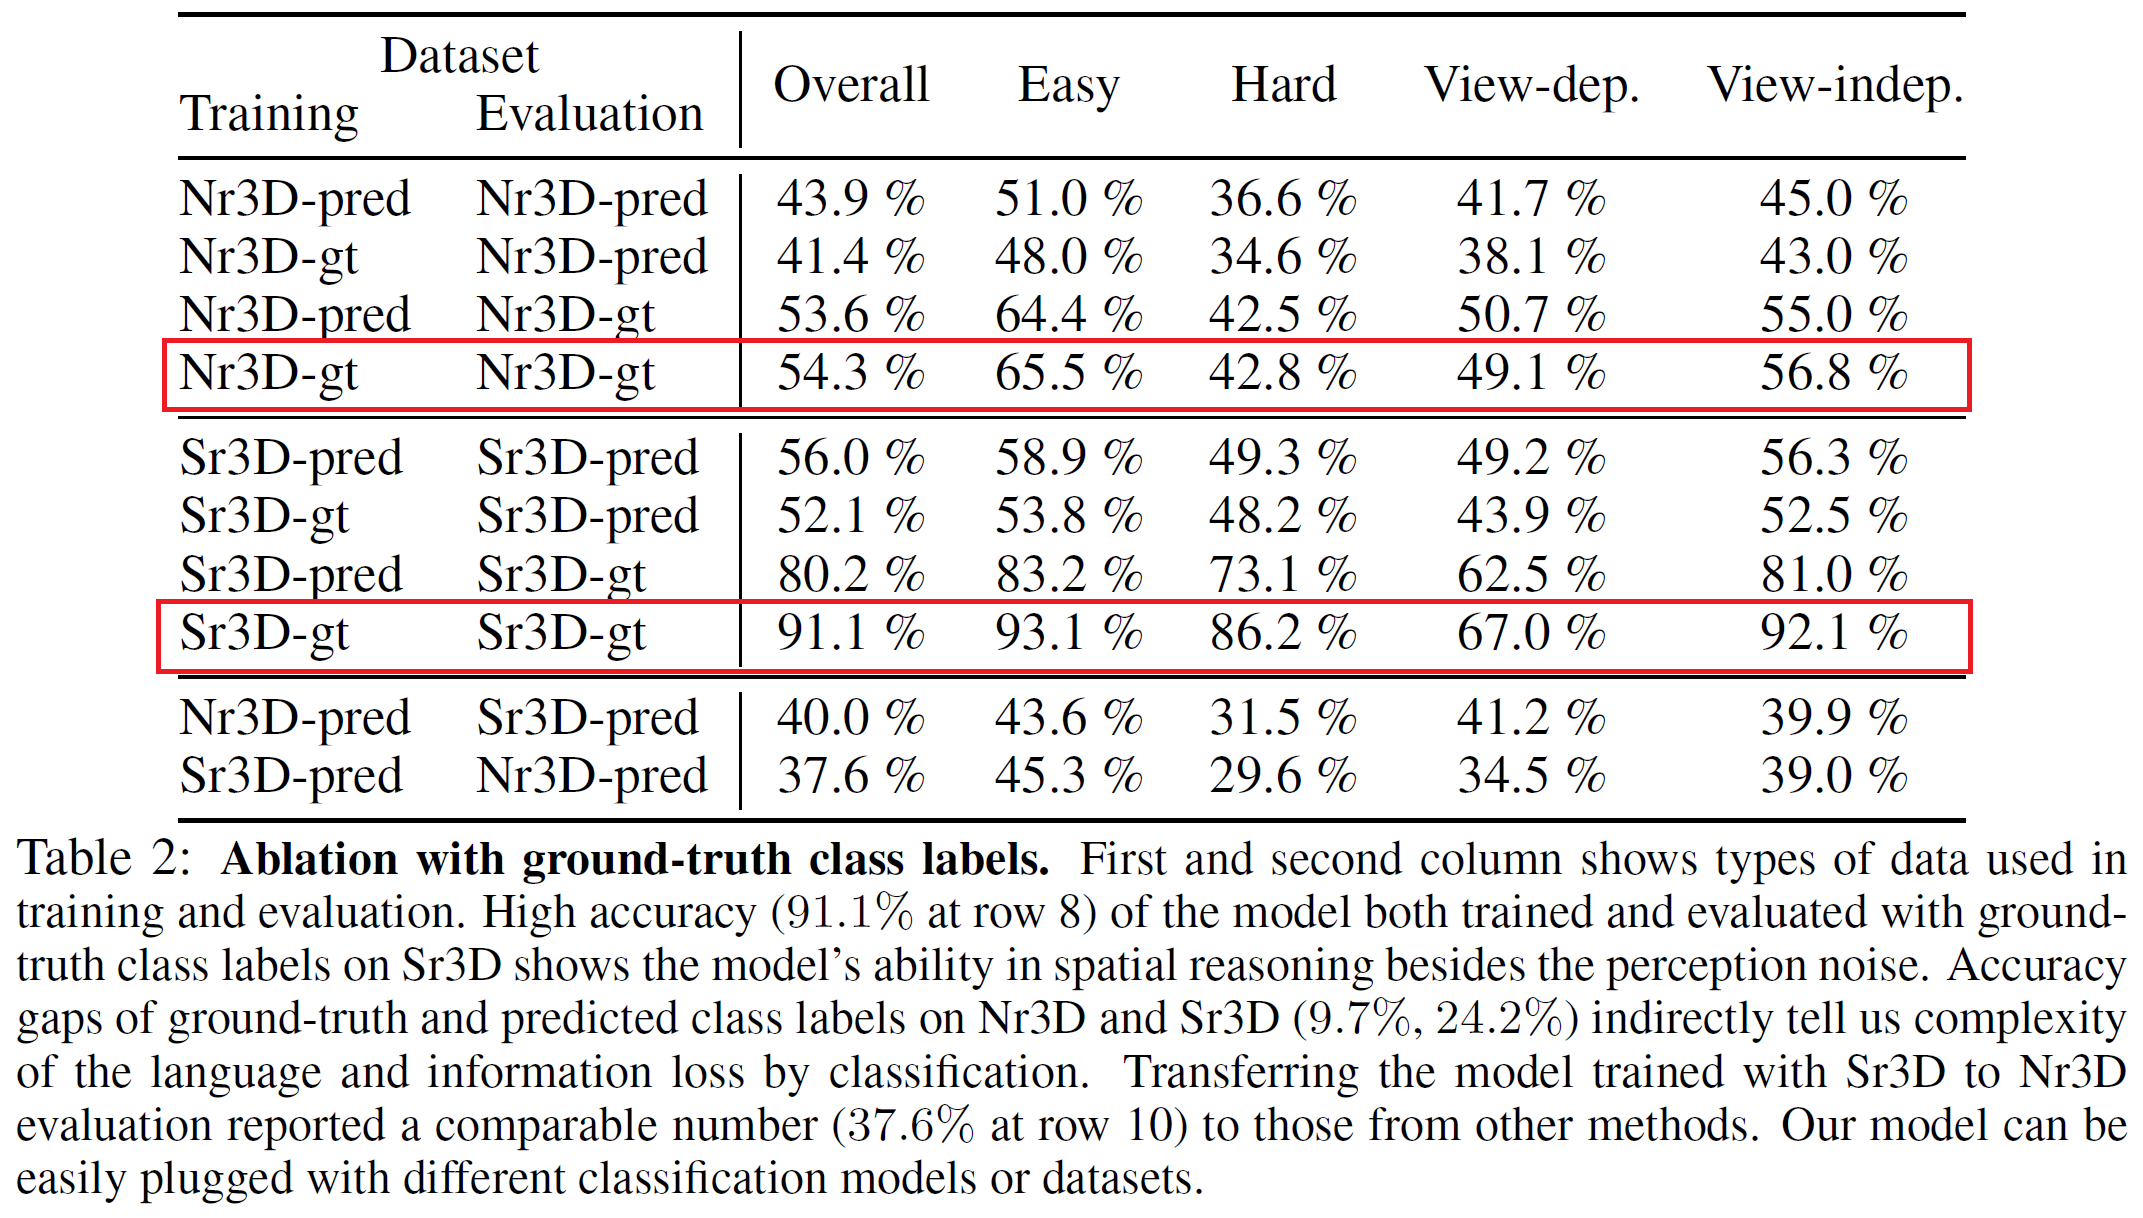 Dataset
Training Evaluation Overall Easy Hard View-dep. View-indep.
Nr3D-pred Nr3D-pred 43.9 % 51.0 % 36.6 % 41.7 % 45.0 %
Nr3D-gt Nr3D-pred 41.4 % 48.0 % 34.6 % 38.1 % 43.0 %
Nr3D-pred Nr3D-gt 53.6 % 64.4 % 42.5 % 50.7 % 55.0 %
Nr3D-gt Nr3D-gt 54.3 % 65.5 % 42.8 % 49.1 % 56.8 %
Sr3D-pred Sr3D-pred 56.0 % 58.9 % 49.3 % 49.2 % 56.3 %
Sr3D-gt Sr3D-pred 52.1 % 53.8 % 48.2 % 43.9 % 52.5 %
Sr3D-pred Sr3D-gt 80.2 % 83.2 % 73.1 % 62.5 % 81.0 %
Sr3D-gt Sr3D-gt 91.1 % 93.1 % 86.2 % 67.0 % 92.1 %
Nr3D-pred Sr3D-pred 40.0 % 43.6 % 31.5 % 41.2 % 39.9 %
Sr3D-pred Nr3D-pred 37.6 % 45.3 % 29.6 % 34.5 % 39.0 %
Table 2: Ablation with ground-truth class labels. First and second column shows types of data used in
training and evaluation. High accuracy (91.1% at row 8) of the model both trained and evaluated with ground-
truth class labels on Sr3D shows the model's ability in spatial reasoning besides the perception noise. Accuracy
gaps of ground-truth and predicted class labels on Nr3D and Sr3D (9.7%, 24.2%) indirectly tell us complexity
of the language and information loss by classification. Transferring the model trained with Sr3D to Nr3D
evaluation reported a comparable number (37.6% at row 10) to those from other methods. Our model can be
easily plugged with different classification models or datasets.